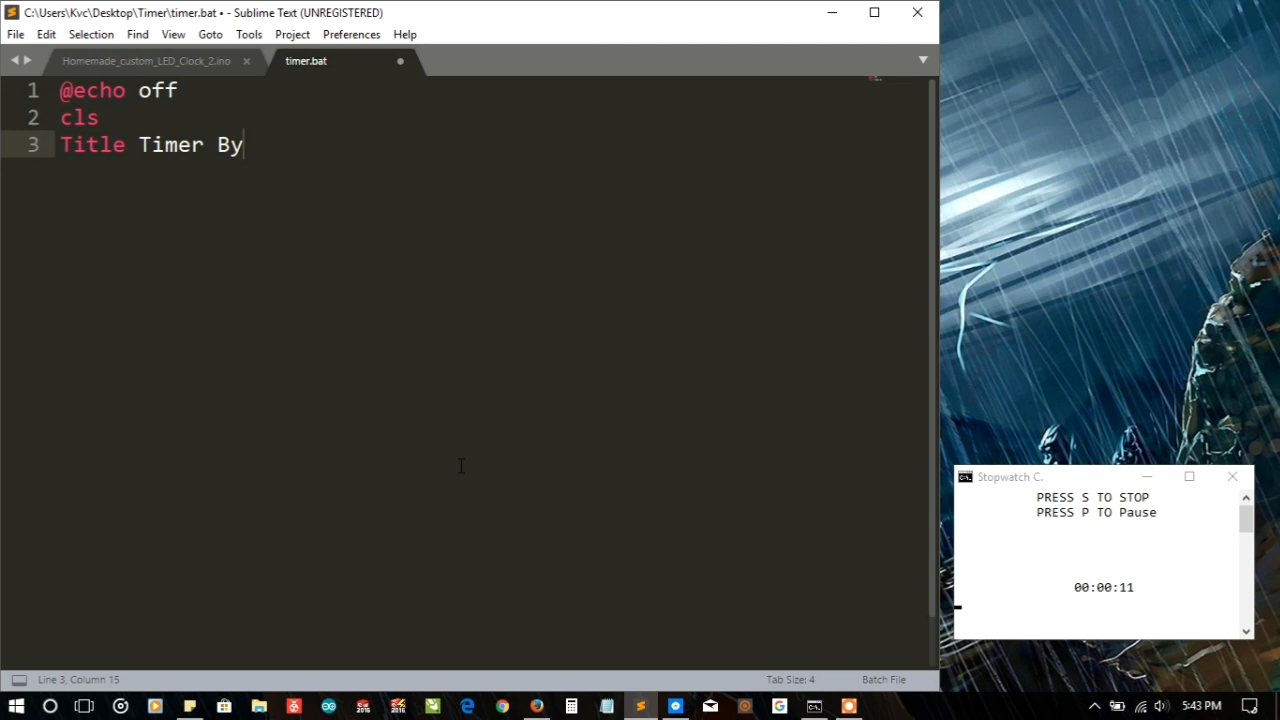 C:\Users\Kvc\Desktop\Timer\timer.bat • - Sublime Text (UNREGISTERED)
File Edit Selection Find View Goto Tools Project Preferences Help
Homemade_custom_LED_Clock_2.ino
timer.bat
1 @echo off
2 cls
3 Title Timer By
Stopwatch C.
PRESS S TO STOP
PRESS P TO Pause
00:00:11
Line 3, Column 15
Tab Size: 4
Batch File
5:43 PM